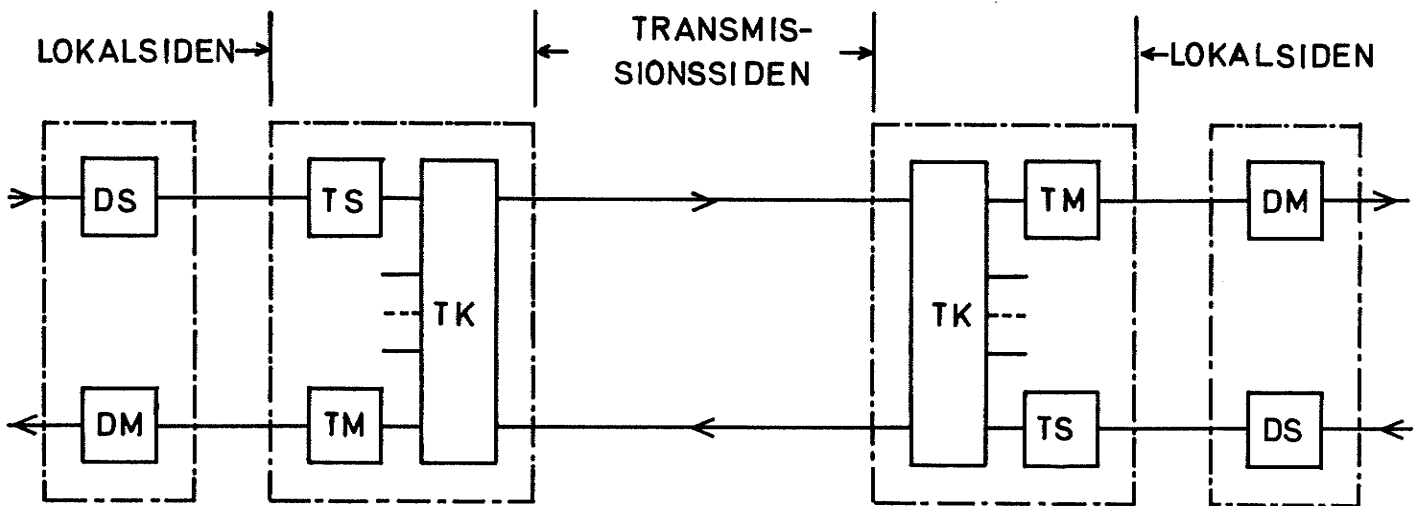 LOKALSIDEN
TRANSMIS-
SIONSSIDEN
LOKALSIDEN
DS
TS
TM
DM
TK
TK
DM
TM
TS
DS